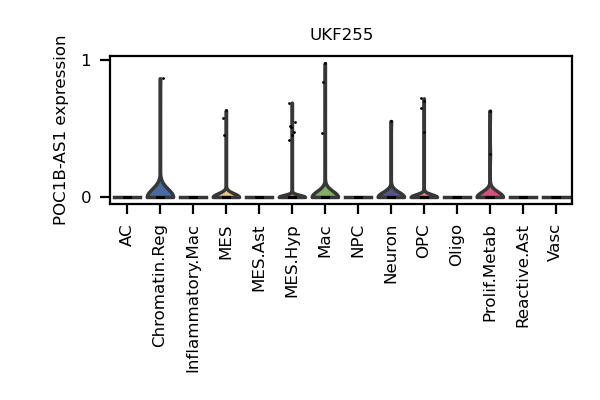 UKF255
POC1B-AS1 expression
1
0
AC
Chromatin.Reg
Inflammatory.Mac
MES
MES.Ast
MES.Hyp
Mac
NPC
Neuron
OPC
Oligo
Prolif.Metab
Reactive.Ast
Vasc